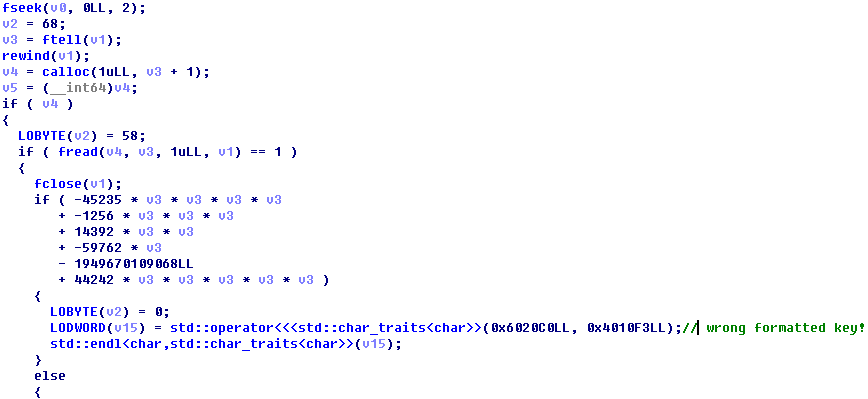 fseek(v0, 0LL, 2);
v2 = 68;
v3 = ftell(v1);
rewind(v1);
v4 = calloc(1uLL, v3 + 1);
v5 = (__int64)v4;
if ( v4 )
{
LOBYTE(v2) = 58;
if ( fread(v4, v3, 1uLL, v1) == 1 )
{
fclose(v1);
if ( -45235 * v3 * v3 * v3 * v3
+ -1256 * v3 * v3 * v3
+ 14392 * v3 * v3
+ -59762 * v3
- 1949670109068LL
+ 44242 * v3 * v3 * v3 * v3 * v3 )
{
LOBYTE(v2) = 0;
LODWORD(v15) = std::operator<<<std::char_traits<char>>(0x6020C0LL, 0x4010F3LL);// wrong formatted key!
std::endl<char,std::char_traits<char>>(v15);
}
else
{